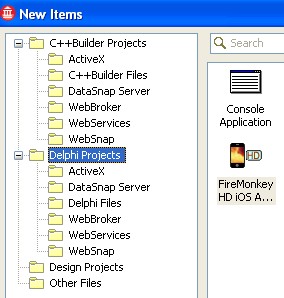 New Items
C++Builder Projects
ActiveX
C++Builder Files
DataSnap Server
WebBroker
WebServices
WebSnap
Delphi Projects
ActiveX
DataSnap Server
Delphi Files
WebBroker
WebServices
WebSnap
Design Projects
Other Files
Search
Console
Application
HD
FireMonkey
HD iOS A...